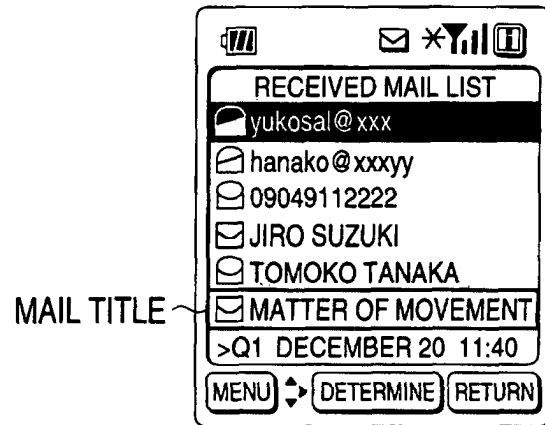 RECEIVED MAIL LIST
yukosal@xxx
hanako@xxxyy
09049112222
JIRO SUZUKI
TOMOKO TANAKA
MAIL TITLE
MATTER OF MOVEMENT
>Q1 DECEMBER 20 11:40
MENU DETERMINE RETURN